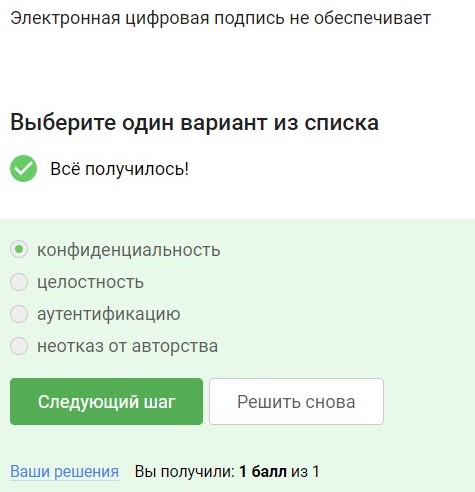 Электронная цифровая подпись не обеспечивает
Выберите один вариант из списка
Всё получилось!
конфиденциальность
целостность
аутентификацию
неотказ от авторства
Следующий шаг
Решить снова
Ваши решения Вы получили: 1 балл из 1